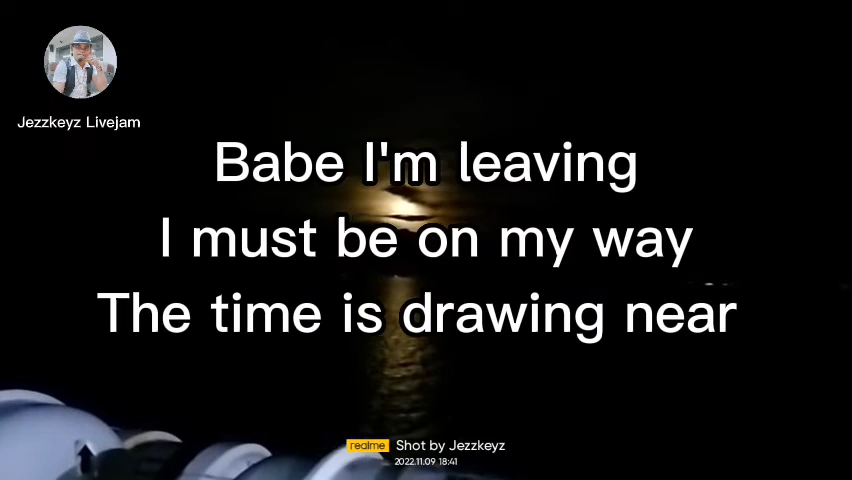 Jezzkeyz Livejam
Babe I'm leaving
I must be on my way
The time is drawing near
realme Shot by Jezzkeyz
2022.11.09 18:41